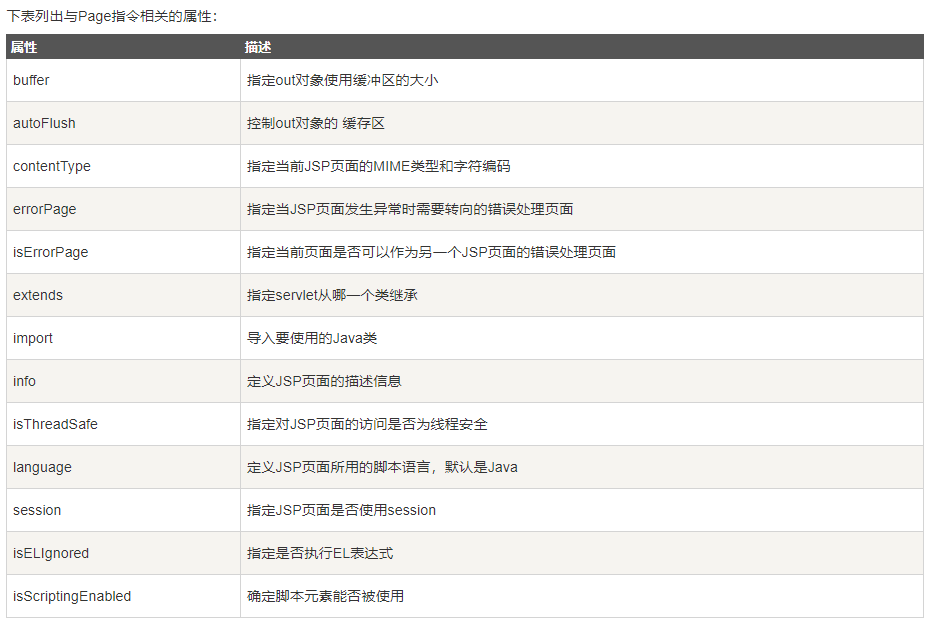 下表列出与Page指令相关的属性：
属性 描述
buffer 指定out对象使用缓冲区的大小
autoFlush 控制out对象的 缓存区
contentType 指定当前JSP页面的MIME类型和字符编码
errorPage 指定当JSP页面发生异常时需要转向的错误处理页面
isErrorPage 指定当前页面是否可以作为另一个JSP页面的错误处理页面
extends 指定servlet从哪一个类继承
import 导入要使用的Java类
info 定义JSP页面的描述信息
isThreadSafe 指定对JSP页面的访问是否为线程安全
language 定义JSP页面所用的脚本语言，默认是Java
session 指定JSP页面是否使用session
isELIgnored 指定是否执行EL表达式
isScriptingEnabled 确定脚本元素能否被使用